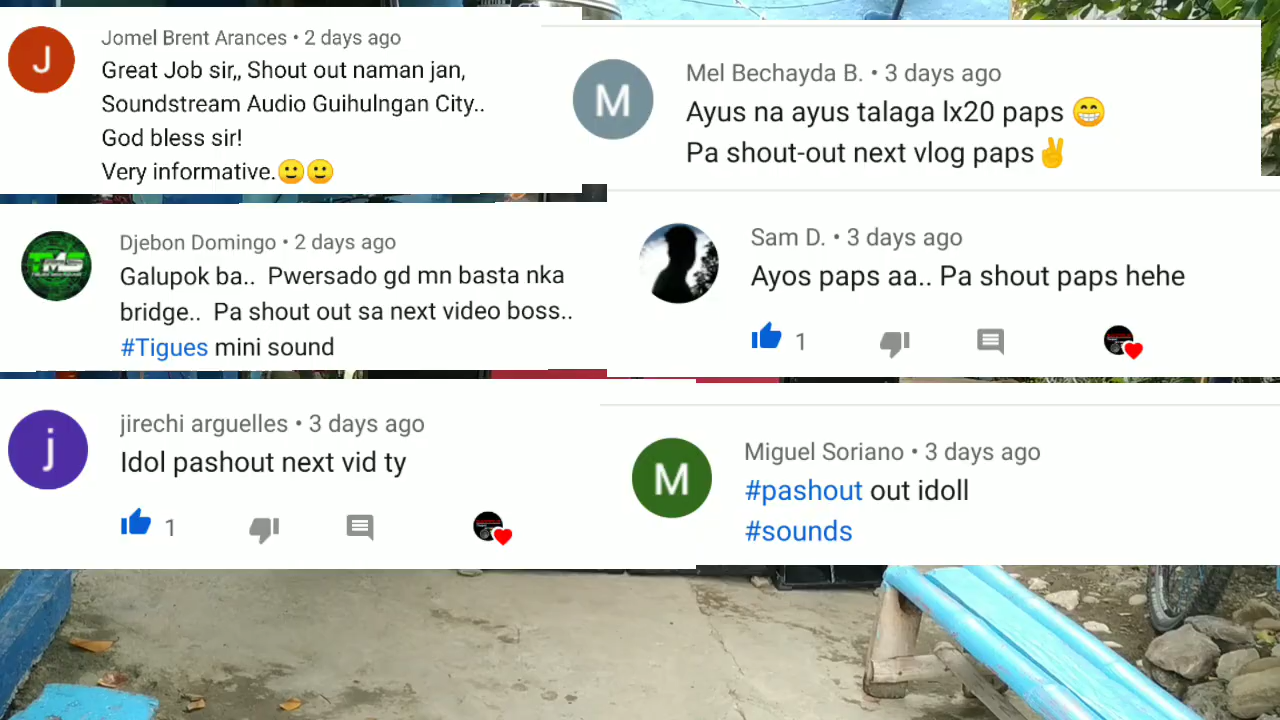 J
Jomel Brent Arances • 2 days ago
Great Job sir,, Shout out naman jan,
Soundstream Audio Guihulngan City..
God bless sir!
Very informative.🙂🙂
M
Mel Bechayda B. • 3 days ago
Ayus na ayus talaga lx20 paps 😁
Pa shout-out next vlog paps✌
TMS
Djebon Domingo • 2 days ago
Galupok ba.. Pwersado gd mn basta nka
bridge.. Pa shout out sa next video boss..
#Tigues mini sound
Sam D. • 3 days ago
Ayos paps aa.. Pa shout paps hehe
1
j
jirechi arguelles • 3 days ago
Idol pashout next vid ty
1
M
Miguel Soriano • 3 days ago
#pashout out idoll
#sounds